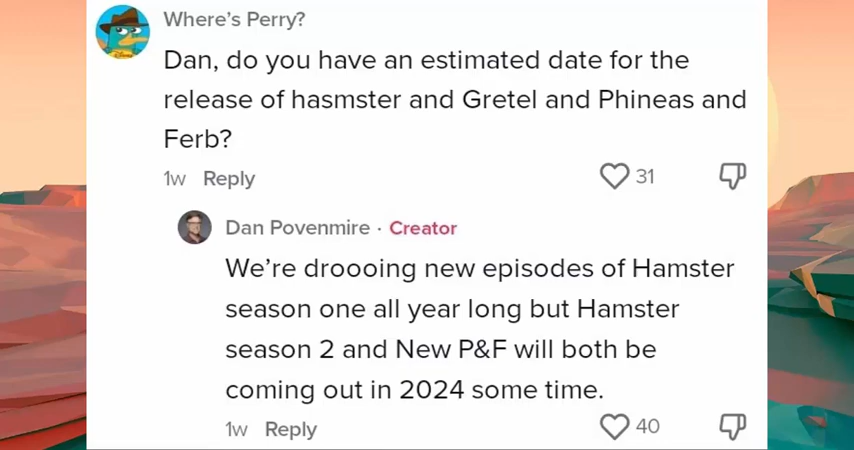 Where's Perry?
Dan, do you have an estimated date for the
release of hasmster and Gretel and Phineas and
Ferb?
1w Reply
31
Dan Povenmire · Creator
We're droooing new episodes of Hamster
season one all year long but Hamster
season 2 and New P&F will both be
coming out in 2024 some time.
1w Reply
40